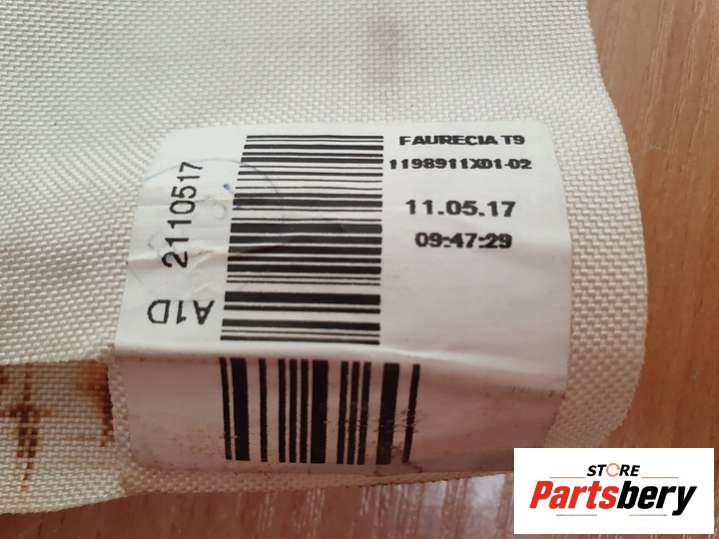 FAURECIA T9
1198911X01-02
11.05.17
09:47:29
2110517
A1D
STORE
Partsbery